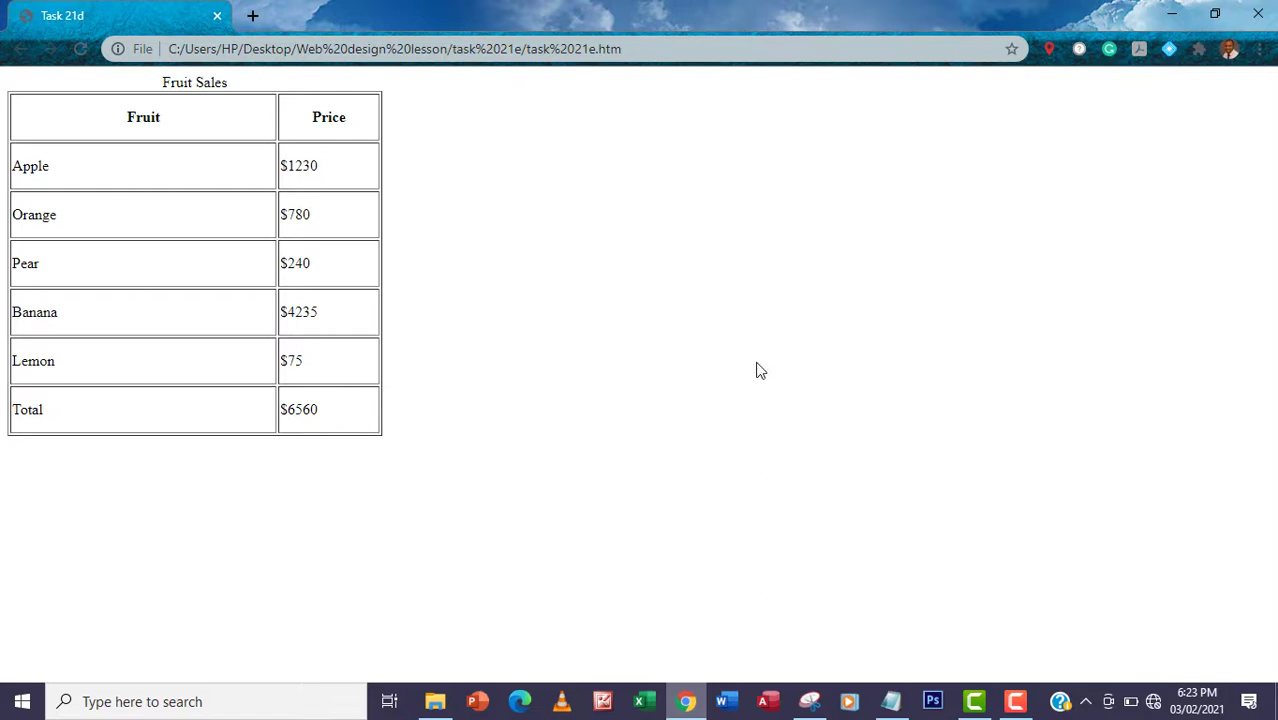 Task 21d
File C:/Users/HP/Desktop/Web%20design%20lesson/task%2021e/task%2021e.htm
Fruit Sales
Fruit Price
Apple $1230
Orange $780
Pear $240
Banana $4235
Lemon $75
Total $6560
Type here to search
6:23 PM
03/02/2021